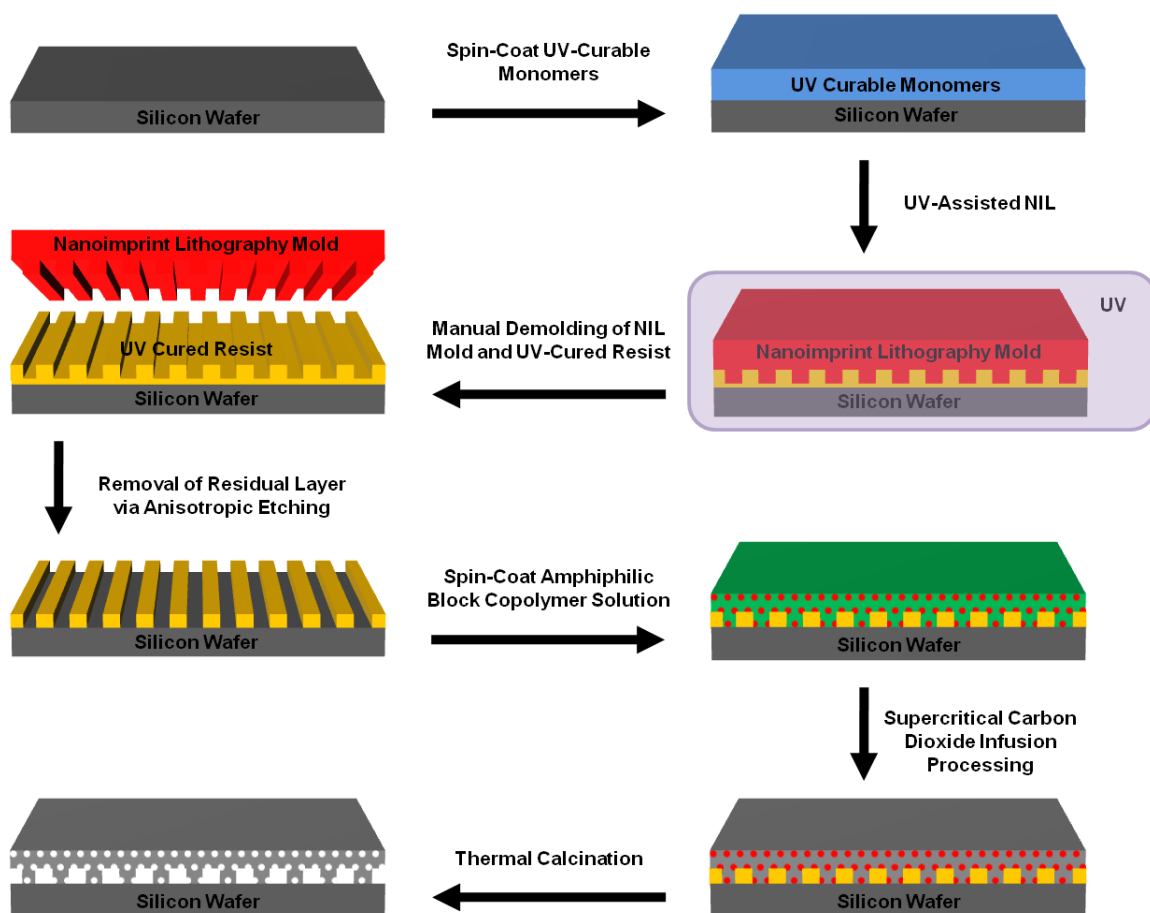 Spin-Coat UV-Curable
Monomers
Silicon Wafer
UV Curable Monomers
Silicon Wafer
UV-Assisted NIL
Nanoimprint Lithography Mold
UV Cured Resist
Silicon Wafer
Manual Demolding of NIL
Mold and UV-Cured Resist
UV
Nanoimprint Lithography Mold
Silicon Wafer
Removal of Residual Layer
via Anisotropic Etching
Silicon Wafer
Spin-Coat Amphiphilic
Block Copolymer Solution
Silicon Wafer
Supercritical Carbon
Dioxide Infusion
Processing
Silicon Wafer
Thermal Calcination
Silicon Wafer